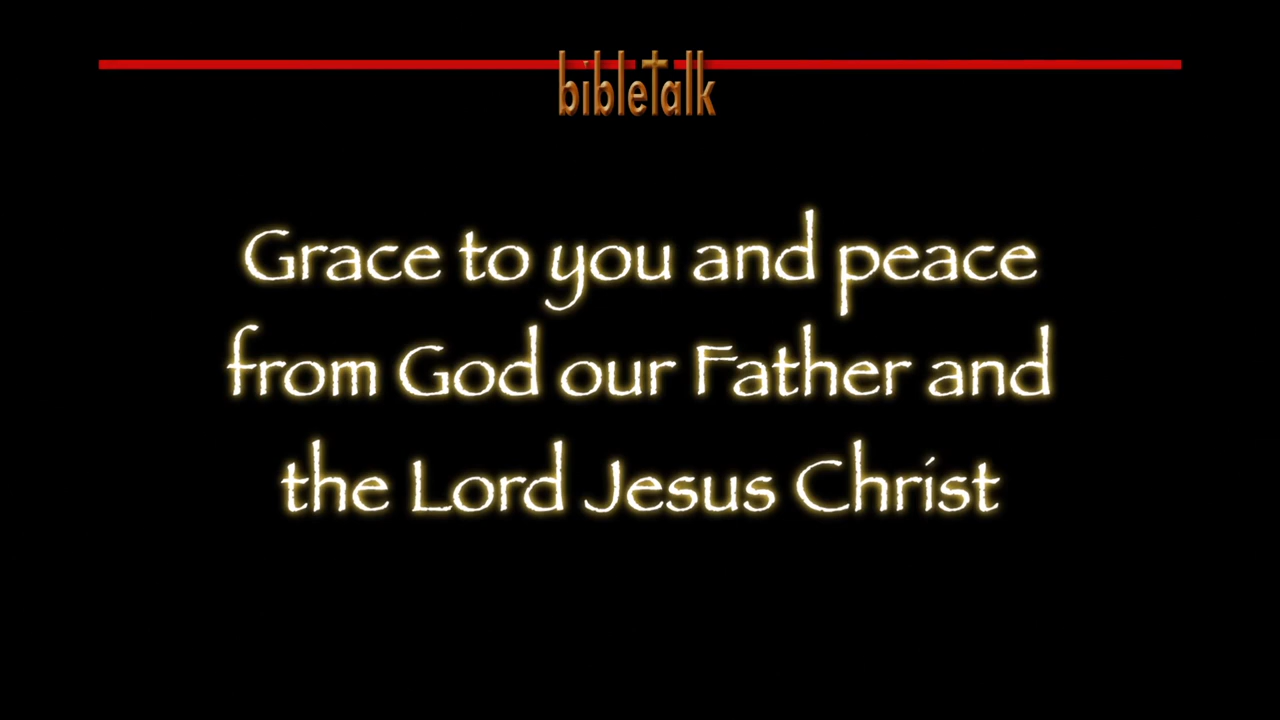 bibleTalk
Grace to you and peace
from God our Father and
the Lord Jesus Christ